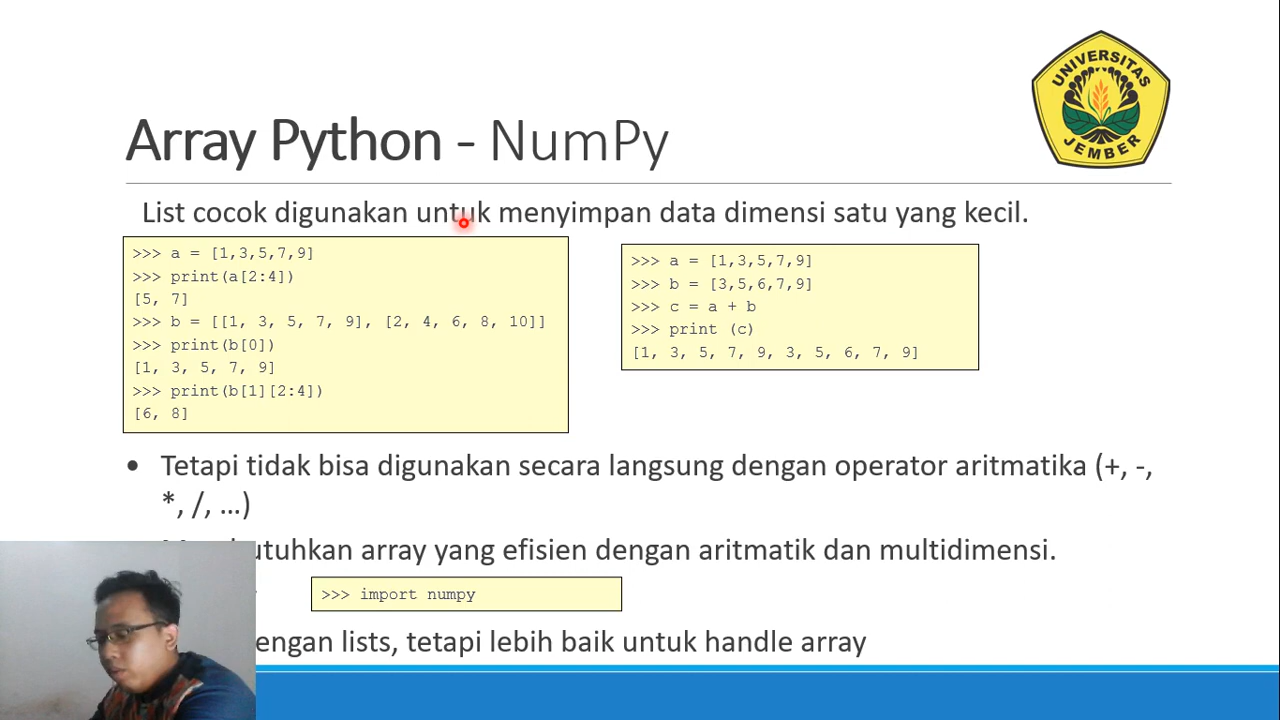 UNIVERSITAS
JEMBER
Array Python - NumPy
List cocok digunakan untuk menyimpan data dimensi satu yang kecil.
>>> a = [1,3,5,7,9]
>>> print(a[2:4])
[5, 7]
>>> b = [[1, 3, 5, 7, 9], [2, 4, 6, 8, 10]]
>>> print(b[0])
[1, 3, 5, 7, 9]
>>> print(b[1][2:4])
[6, 8]
>>> a = [1,3,5,7,9]
>>> b = [3,5,6,7,9]
>>> c = a + b
>>> print (c)
[1, 3, 5, 7, 9, 3, 5, 6, 7, 9]
• Tetapi tidak bisa digunakan secara langsung dengan operator aritmatika (+, -,
*, /, …)
array yang efisien dengan aritmatik dan multidimensi.
>>> import numpy
lists, tetapi lebih baik untuk handle array